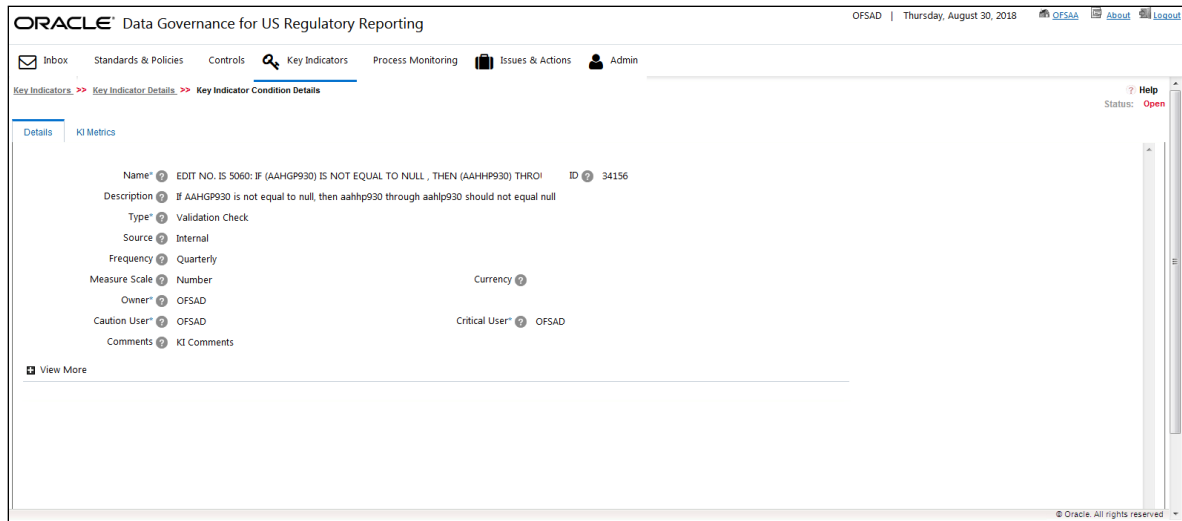 ORACLE® Data Governance for US Regulatory Reporting
OFSAD | Thursday, August 30, 2018 OFSAA About Logout
Inbox Standards & Policies Controls Key Indicators Process Monitoring Issues & Actions Admin
Key Indicators >> Key Indicator Details >> Key Indicator Condition Details
? Help
Status: Open
Details KI Metrics
Name* ? EDIT NO. IS 5060: IF (AAHGP930) IS NOT EQUAL TO NULL , THEN (AAHHP930) THRO ID ? 34156
Description ? If AAHGP930 is not equal to null, then aahhp930 through aahlp930 should not equal null
Type* ? Validation Check
Source ? Internal
Frequency ? Quarterly
Measure Scale ? Number Currency ?
Owner* ? OFSAD
Caution User* ? OFSAD Critical User* ? OFSAD
Comments ? KI Comments
View More
© Oracle. All rights reserved